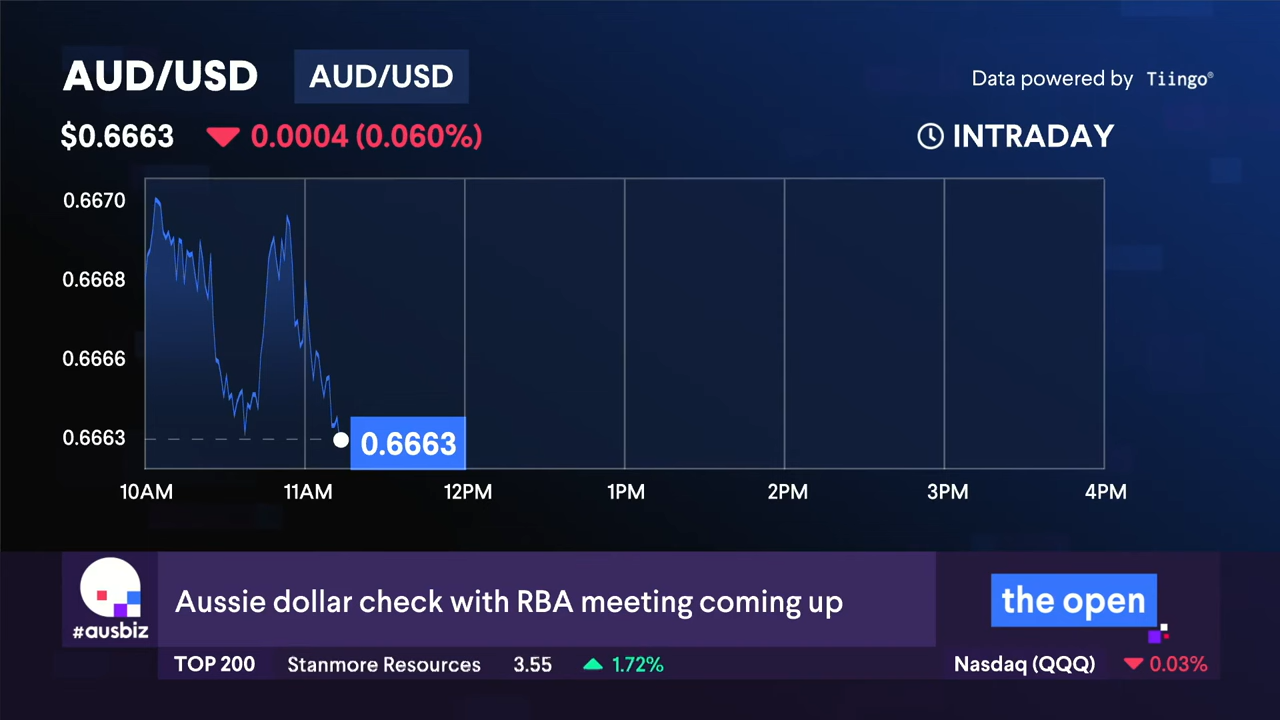 AUD/USD AUD/USD
Data powered by Tiingo®
$0.6663 0.0004 (0.060%)
INTRADAY
0.6670
0.6668
0.6666
0.6663
0.6663
10AM 11AM 12PM 1PM 2PM 3PM 4PM
Aussie dollar check with RBA meeting coming up
the open
#ausbiz
TOP 200 Stanmore Resources 3.55 1.72% Nasdaq (QQQ) 0.03%